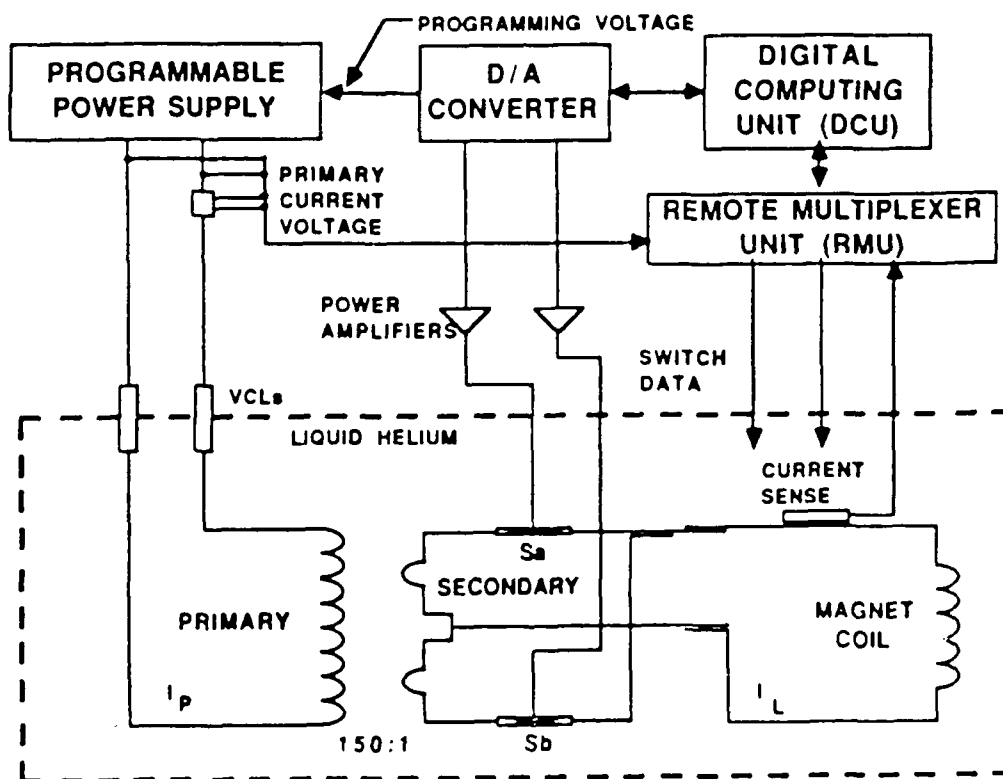 PROGRAMMING VOLTAGE
PROGRAMMABLE
POWER SUPPLY
D/A
CONVERTER
DIGITAL
COMPUTING
UNIT (DCU)
PRIMARY
CURRENT
VOLTAGE
REMOTE MULTIPLEXER
UNIT (RMU)
POWER
AMPLIFIERS
SWITCH
DATA
VCLs
LIQUID HELIUM
CURRENT
SENSE
Sa
SECONDARY
PRIMARY
MAGNET
COIL
IP
IL
150:1
Sb